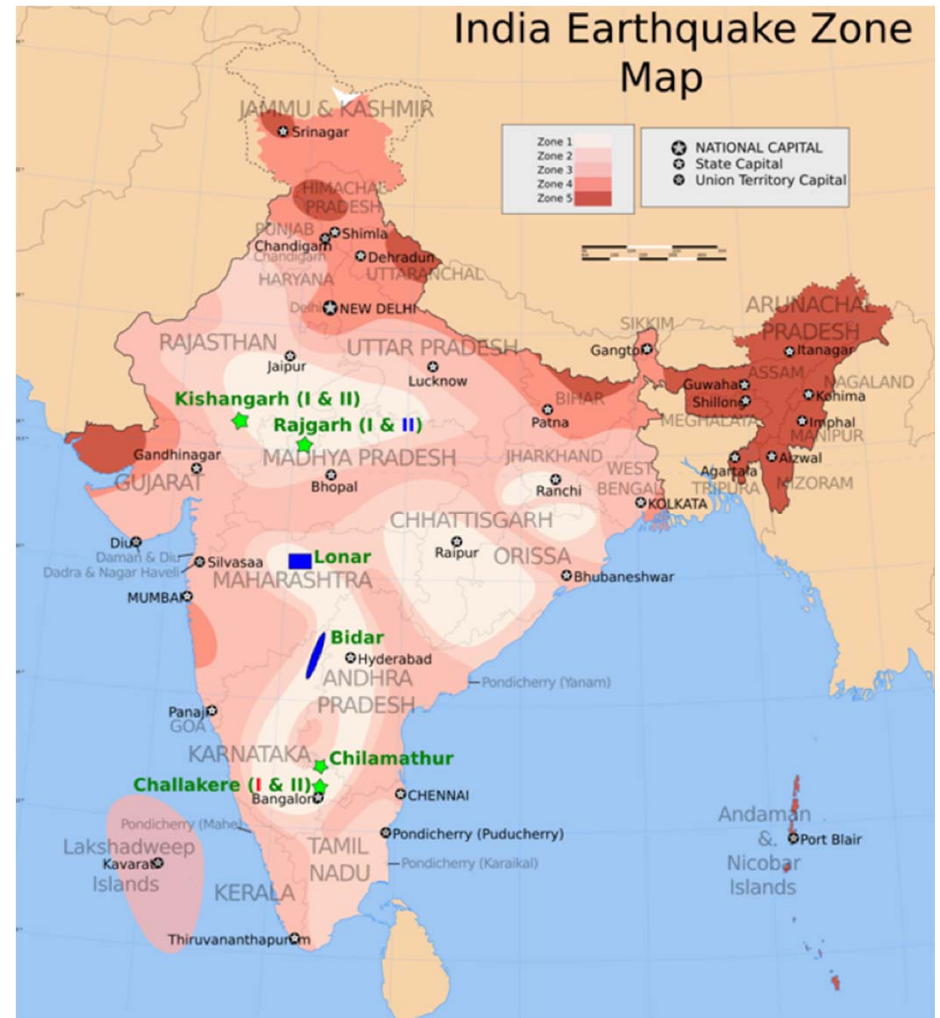 India Earthquake Zone
Map
Zone 1
Zone 2
Zone 3
Zone 4
Zone 5
NATIONAL CAPITAL
State Capital
Union Territory Capital
JAMMU & KASHMIR
Srinagar
HIMACHAL
PRADESH
PUNJAB
Shimla
Chandigarh
Chandigarh
Dehradun
UTTARANCHAL
HARYANA
Delhi
NEW DELHI
ARUNACHAL
PRADESH
SIKKIM
Gangtok
Itanagar
RAJASTHAN
UTTAR PRADESH
Jaipur
Lucknow
ASSAM
NAGALAND
Guwaha
Kohima
Shillong
MEGHALAYA
Imphal
MANIPUR
Kishangarh (I & II)
Rajgarh (I & II)
BIHAR
Patna
Gandhinagar
MADHYA PRADESH
JHARKHAND
Agartala
Aizwal
TRIPURA
MIZORAM
GUJARAT
Bhopal
Ranchi
WEST
BENGAL
KOLKATA
CHHATTISGARH
Raipur
ORISSA
Diu
Daman & Diu
Dadra & Nagar Haveli
Silvasaa
Lonar
MAHARASHTRA
Bhubaneshwar
MUMBAI
Bidar
Hyderabad
ANDHRA
PRADESH
Pondicherry (Yanam)
Panaji
GOA
KARNATAKA
Chilamathur
Challakere (I & II)
Bangalore
CHENNAI
Pondicherry (Mahe)
Pondicherry (Puducherry)
Lakshadweep
Kavarati
Islands
TAMIL
NADU
Pondicherry (Karaikal)
KERALA
Thiruvananthapuram
Andaman
&
Nicobar
Islands
Port Blair